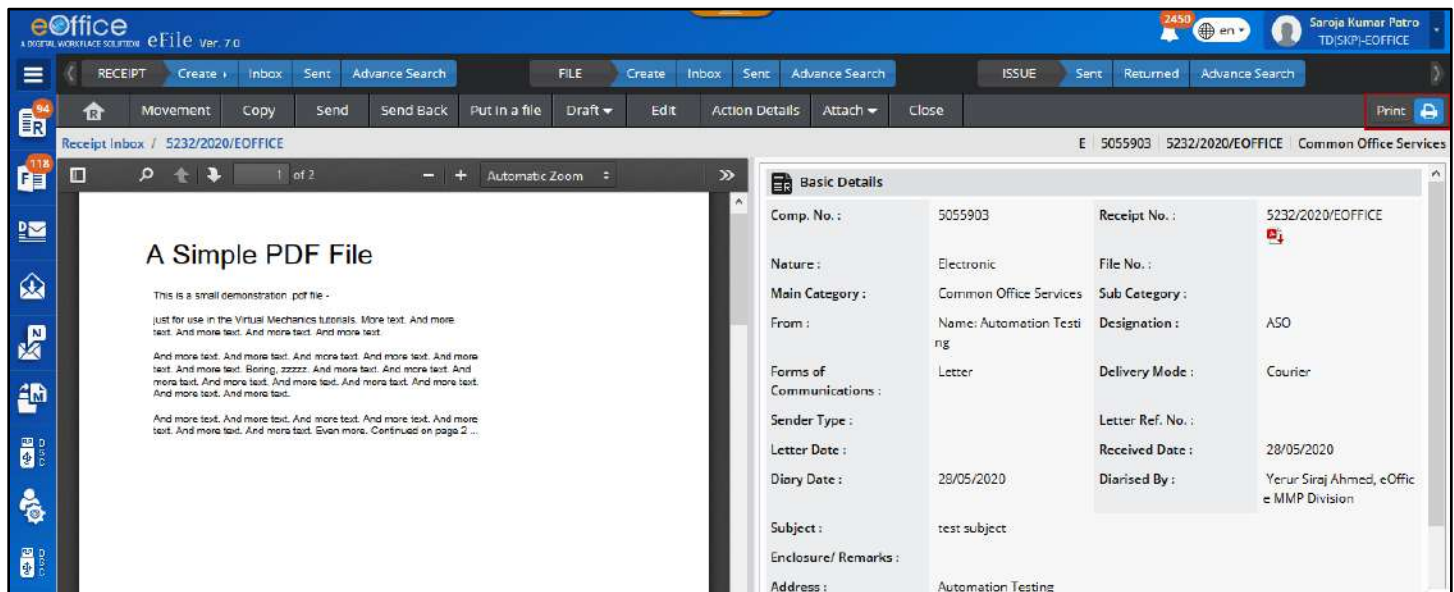 eOffice
A DIGITAL WORKPLACE SOLUTION eFile Ver. 7.0
2450
en
Saroja Kumar Patro
TD(SKP)-EOFFICE
RECEIPT Create Inbox Sent Advance Search FILE Create Inbox Sent Advance Search ISSUE Sent Returned Advance Search
Movement Copy Send Send Back Put in a file Draft Edit Action Details Attach Close Print
94
R
118
F
D
N
M
DSC
DSC
Receipt Inbox / 5232/2020/EOFFICE E 5055903 5232/2020/EOFFICE Common Office Services
1 of 2 − + Automatic Zoom
A Simple PDF File
This is a small demonstration .pdf file -
just for use in the Virtual Mechanics tutorials. More text. And more
text. And more text. And more text. And more text.
And more text. And more text. And more text. And more text. And more
text. And more text. Boring, zzzzz. And more text. And more text. And
more text. And more text. And more text. And more text. And more text.
And more text. And more text.
And more text. And more text. And more text. And more text. And more
text. And more text. And more text. Even more. Continued on page 2 ...
Basic Details
Comp. No. : 5055903 Receipt No. : 5232/2020/EOFFICE
Nature : Electronic File No. :
Main Category : Common Office Services Sub Category :
From : Name: Automation Testi Designation : ASO
ng
Forms of Letter Delivery Mode : Courier
Communications :
Sender Type : Letter Ref. No. :
Letter Date : Received Date : 28/05/2020
Diary Date : 28/05/2020 Diarised By : Yerur Siraj Ahmed, eOffic
e MMP Division
Subject : test subject
Enclosure/ Remarks :
Address : Automation Testing